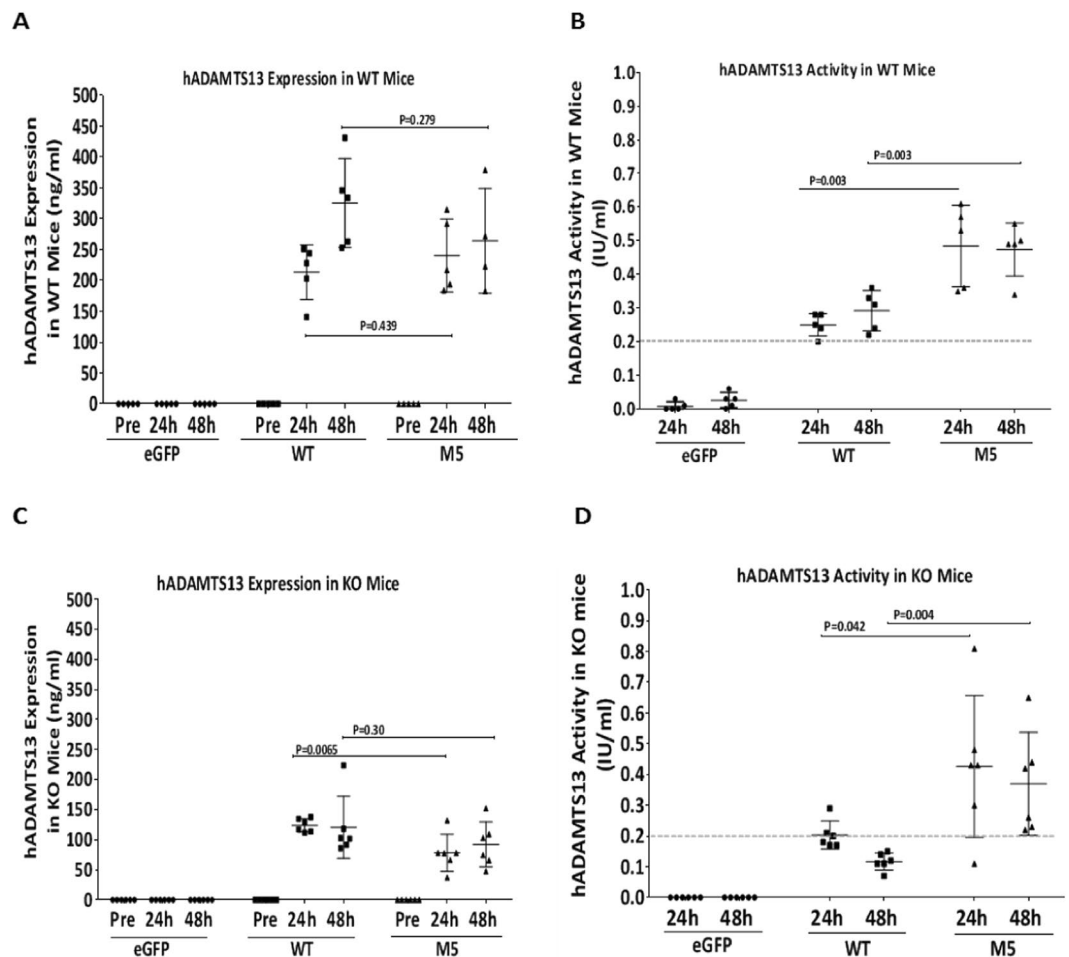 A
hADAMTS13 Expression in WT Mice
hADAMTS13 Expression
in WT Mice (ng/ml)
500
450
400
350
300
250
200
150
100
50
0
P=0.279
P=0.439
Pre 24h 48h Pre 24h 48h Pre 24h 48h
eGFP WT M5
B
hADAMTS13 Activity in WT Mice
hADAMTS13 Activity in WT Mice
(IU/ml)
1.0
0.9
0.8
0.7
0.6
0.5
0.4
0.3
0.2
0.1
0.0
P=0.003
P=0.003
24h 48h 24h 48h 24h 48h
eGFP WT M5
C
hADAMTS13 Expression in KO Mice
hADAMTS13 Expression
in KO Mice (ng/ml)
500
450
400
350
300
250
200
150
100
50
0
P=0.30
P=0.0065
Pre 24h 48h Pre 24h 48h Pre 24h 48h
eGFP WT M5
D
hADAMTS13 Activity in KO Mice
hADAMTS13 Activity in KO mice
(IU/ml)
1.0
0.9
0.8
0.7
0.6
0.5
0.4
0.3
0.2
0.1
0.0
P=0.004
P=0.042
24h 48h 24h 48h 24h 48h
eGFP WT M5